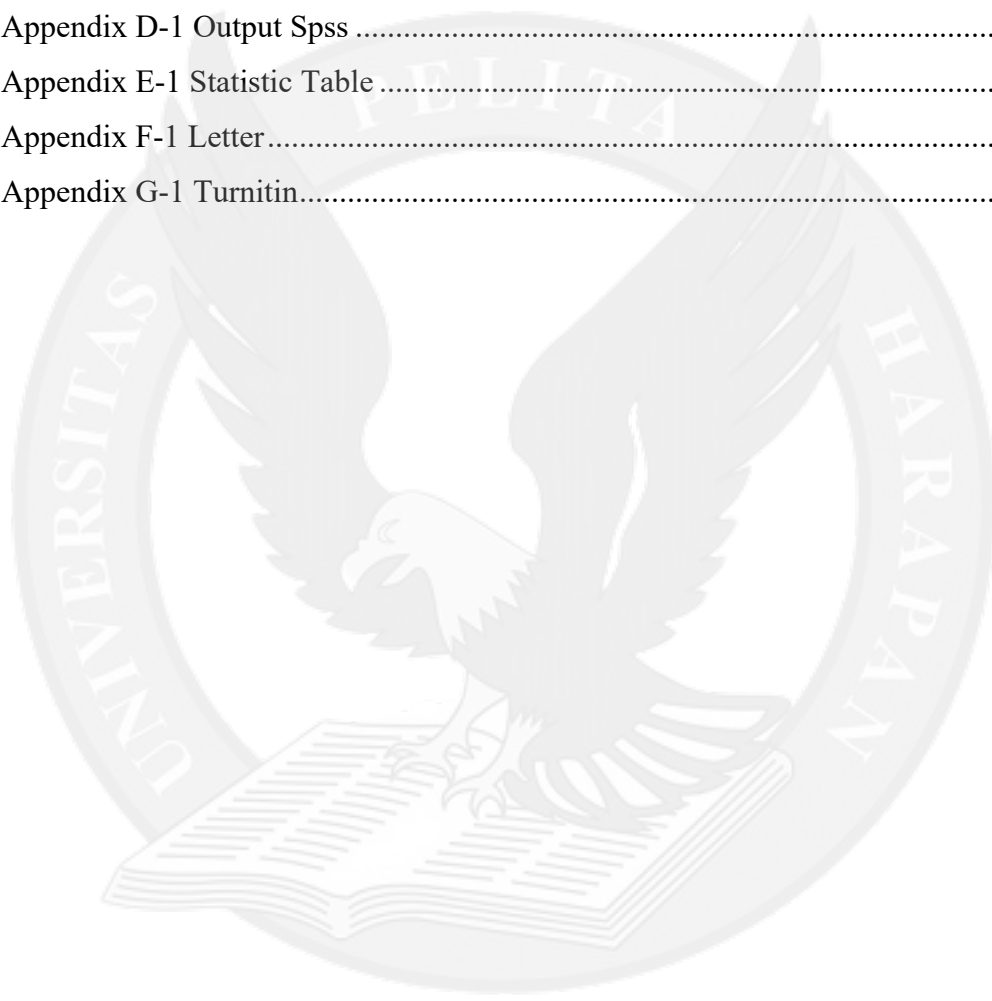 Appendix D-1 Output Spss ........................................................................................
Appendix E-1 Statistic Table ....................................................................................
Appendix F-1 Letter..................................................................................................
Appendix G-1 Turnitin..............................................................................................
UNIVERSITAS PELITA HARAPAN